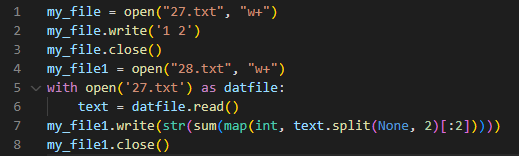 1 my_file = open("27.txt", "w+")
2 my_file.write('1 2')
3 my_file.close()
4 my_file1 = open("28.txt", "w+")
5 with open('27.txt') as datfile:
6     text = datfile.read()
7 my_file1.write(str(sum(map(int, text.split(None, 2)[:2]))))
8 my_file1.close()